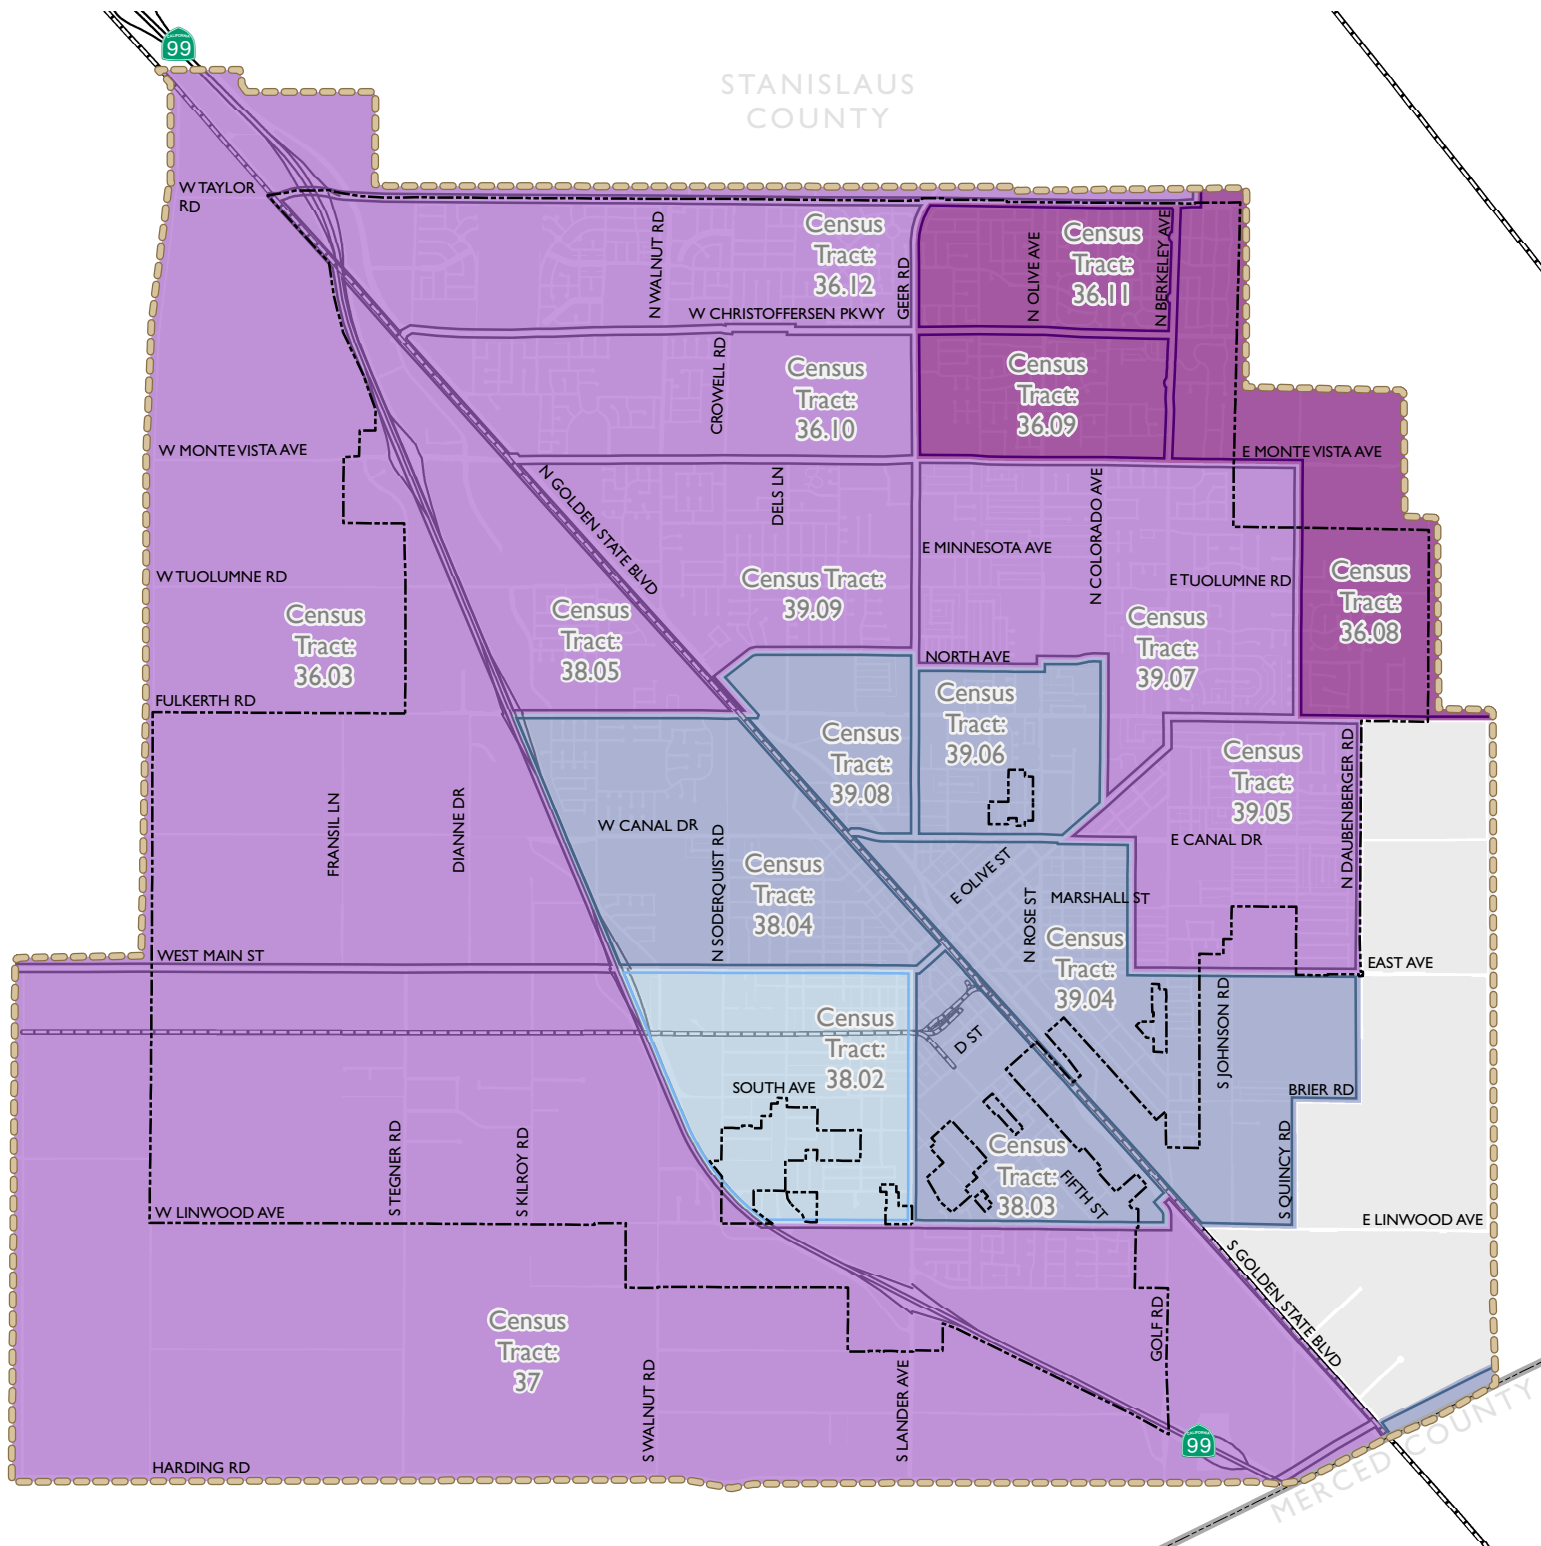 CALIFORNIA
99
STANISLAUS
COUNTY
W TAYLOR
RD
N WALNUT RD
Census
Tract:
36.12
GEER RD
N OLIVE AVE
Census
Tract:
36.11
N BERKELEY AVE
W CHRISTOFFERSEN PKWY
CROWELL RD
Census
Tract:
36.10
Census
Tract:
36.09
W MONTE VISTA AVE
E MONTE VISTA AVE
N GOLDEN STATE BLVD
DELS LN
N COLORADO AVE
E MINNESOTA AVE
W TUOLUMNE RD
E TUOLUMNE RD
Census
Tract:
36.03
Census
Tract:
38.05
Census Tract:
39.09
Census
Tract:
39.07
Census
Tract:
36.08
NORTH AVE
FULKERTH RD
Census
Tract:
39.06
Census
Tract:
39.08
Census
Tract:
39.05
N DAUBENBERGER RD
FRANSIL LN
DIANNE DR
W CANAL DR
N SODERQUIST RD
E CANAL DR
Census
Tract:
38.04
E OLIVE ST
N ROSE ST
MARSHALL ST
Census
Tract:
39.04
WEST MAIN ST
EAST AVE
Census
Tract:
38.02
D ST
S JOHNSON RD
SOUTH AVE
BRIER RD
S TEGNER RD
S KILROY RD
Census
Tract:
38.03
FIFTH ST
S QUINCY RD
W LINWOOD AVE
E LINWOOD AVE
S GOLDEN STATE BLVD
Census
Tract:
37
GOLF RD
S WALNUT RD
S LANDER AVE
CALIFORNIA
99
HARDING RD
MERCED COUNTY